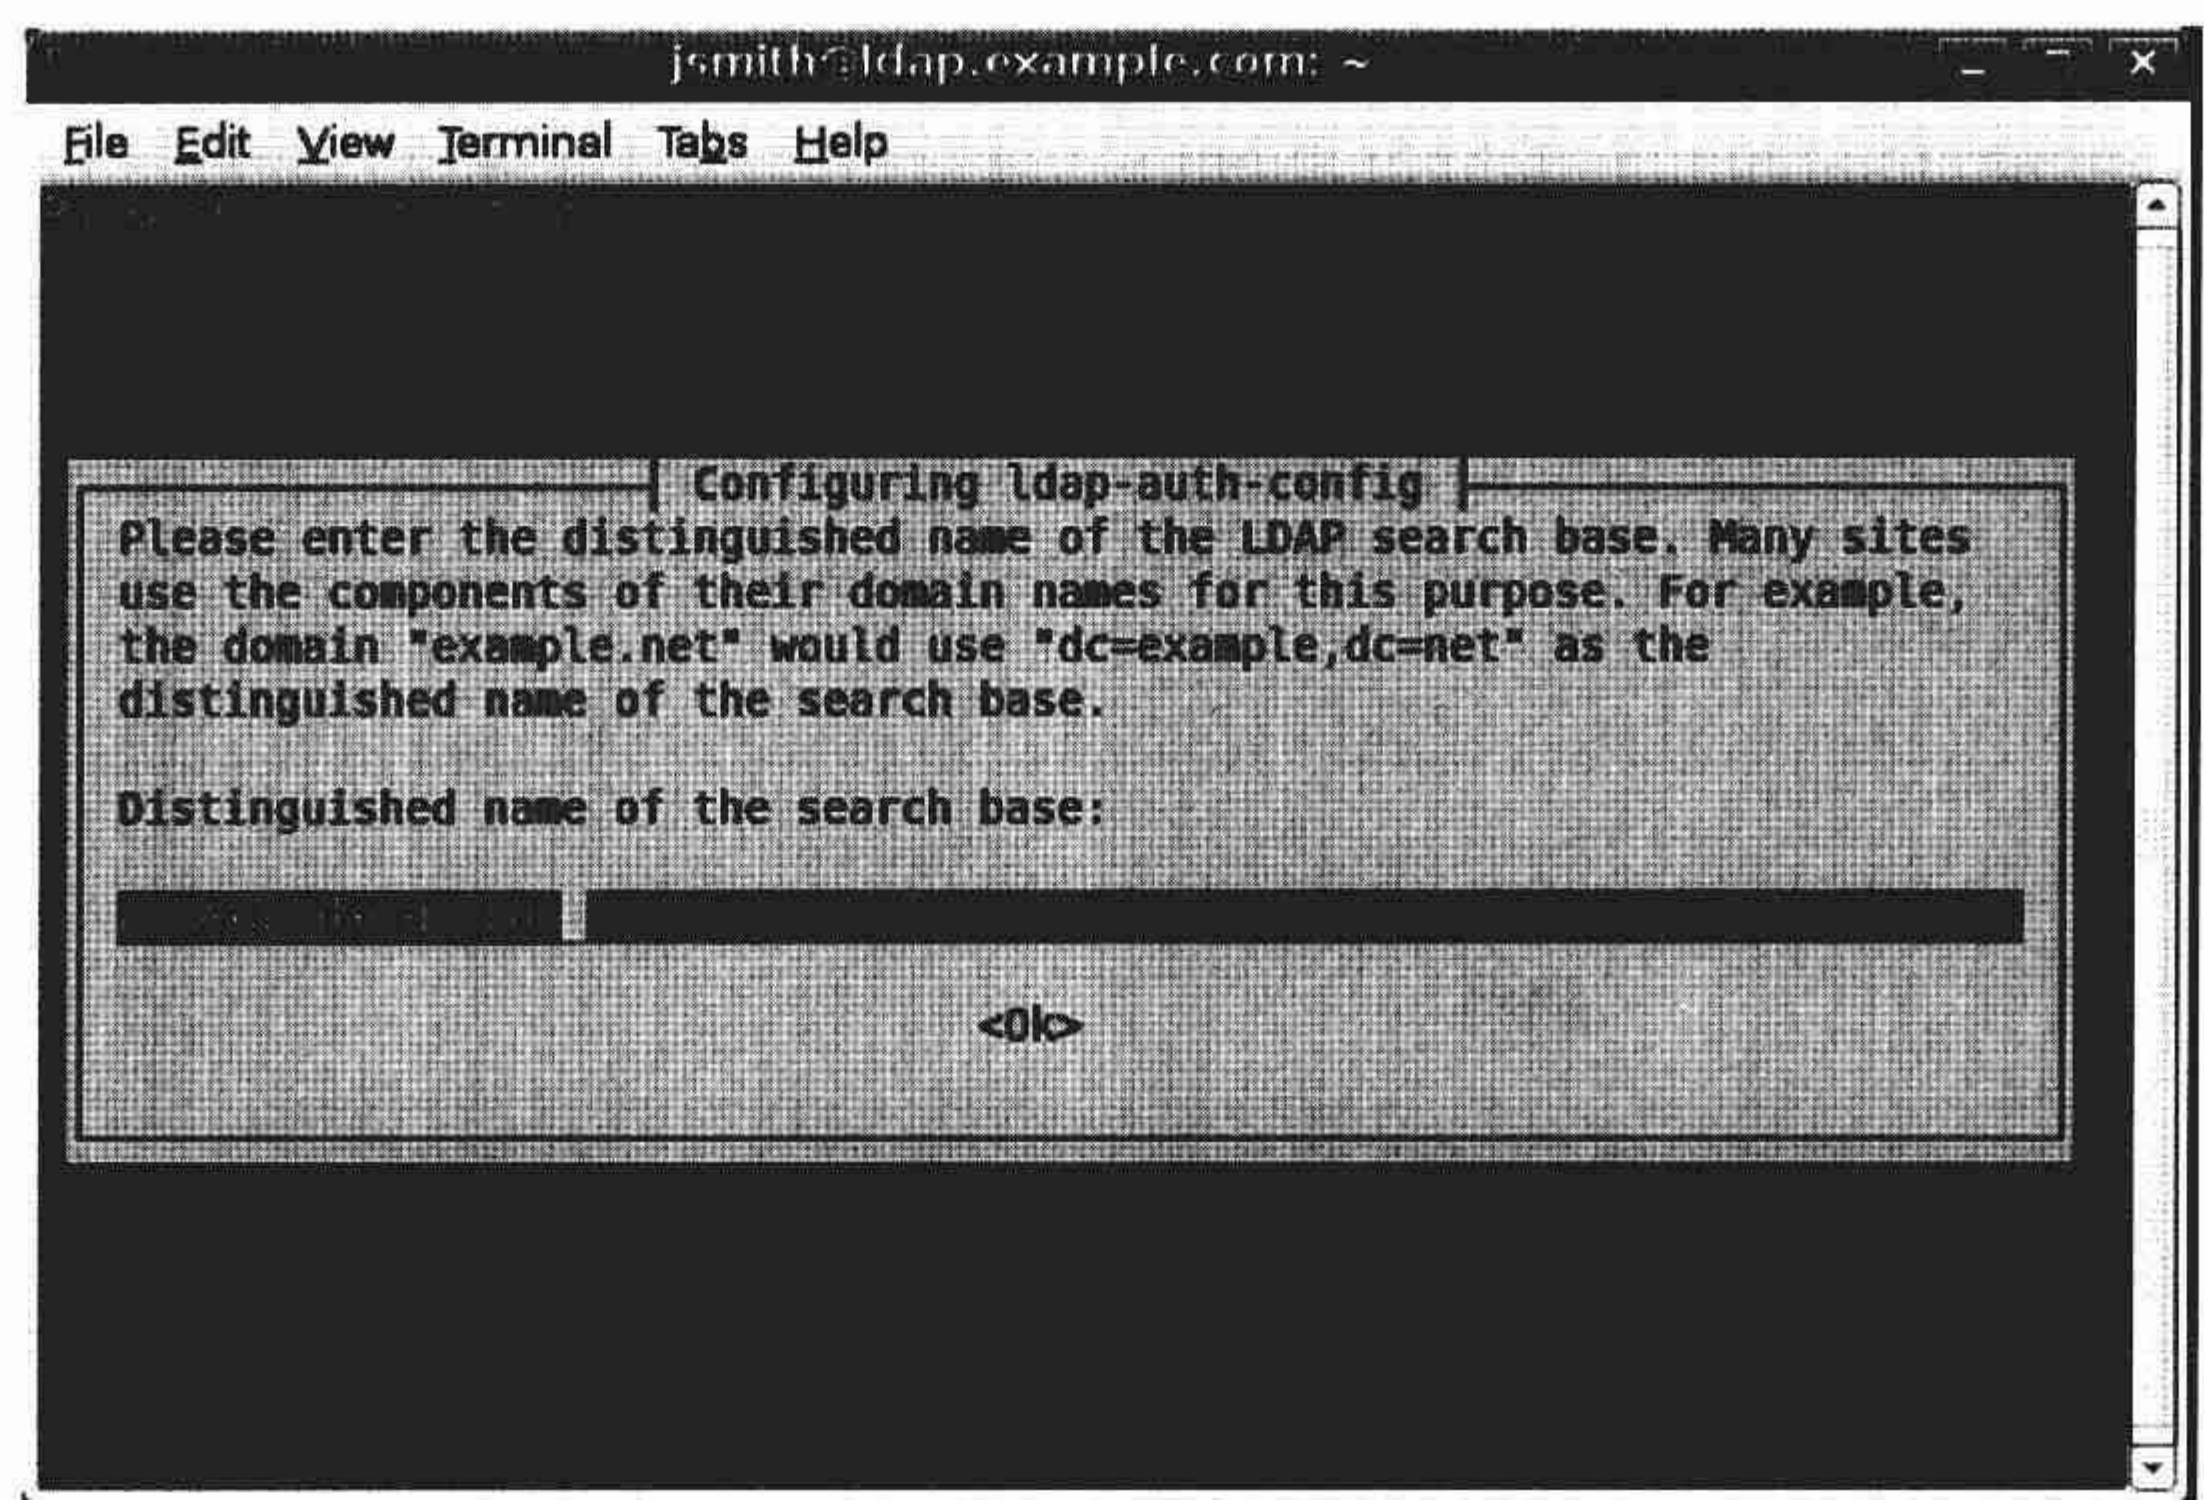 jsmith@ldap.example.com: ~
File Edit View Terminal Tabs Help
Configuring ldap-auth-config
Please enter the distinguished name of the LDAP search base. Many sites
use the components of their domain names for this purpose. For example,
the domain "example.net" would use "dc=example,dc=net" as the
distinguished name of the search base.
Distinguished name of the search base:
<Ok>